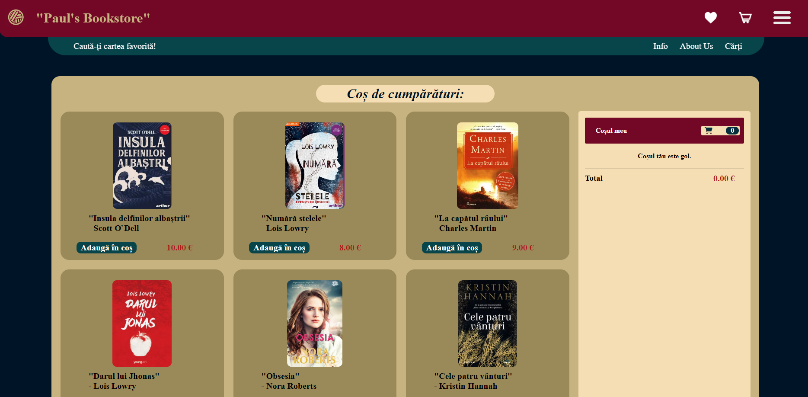 "Paul's Bookstore"
Caută-ți cartea favorită!
Info About Us Cărți
Coș de cumpărături:
SCOTT O'DELL
INSULA
DELFINILOR
ALBAȘTRI
"Insula delfinilor albaștrii"
Scott O'Dell
Adaugă în coș 10.00 €
LOIS LOWRY
NUMĂRĂ
STELELE
"Numără stelele"
Lois Lowry
Adaugă în coș 8.00 €
CHARLES
MARTIN
La capătul râului
"La capătul râului"
Charles Martin
Adaugă în coș 9.00 €
Coșul meu 0
Coșul tău este gol.
Total 0.00 €
LOIS LOWRY
DARUL
LUI
JONAS
"Darul lui Jhonas"
- Lois Lowry
OBSESIA
ROBERTS
"Obsesia"
- Nora Roberts
KRISTIN
HANNAH
Cele patru
vânturi
"Cele patru vânturi"
- Kristin Hannah